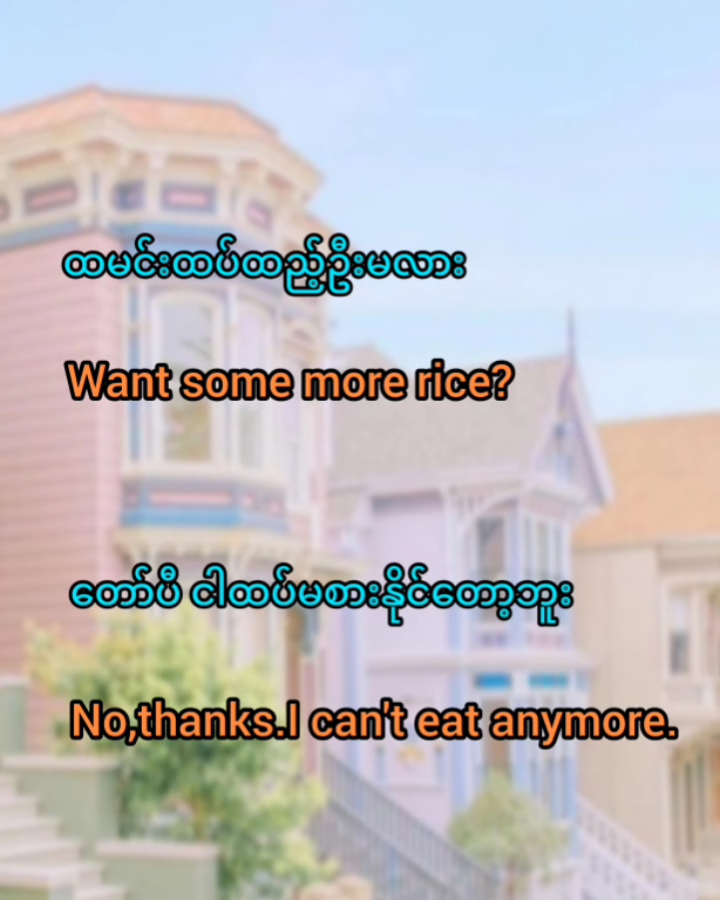 ထမင်းထပ်ထည့်ဦးမလား
Want some more rice?
တော်ပီ ငါထပ်မစားနိုင်တော့ဘူး
No,thanks.I can't eat anymore.